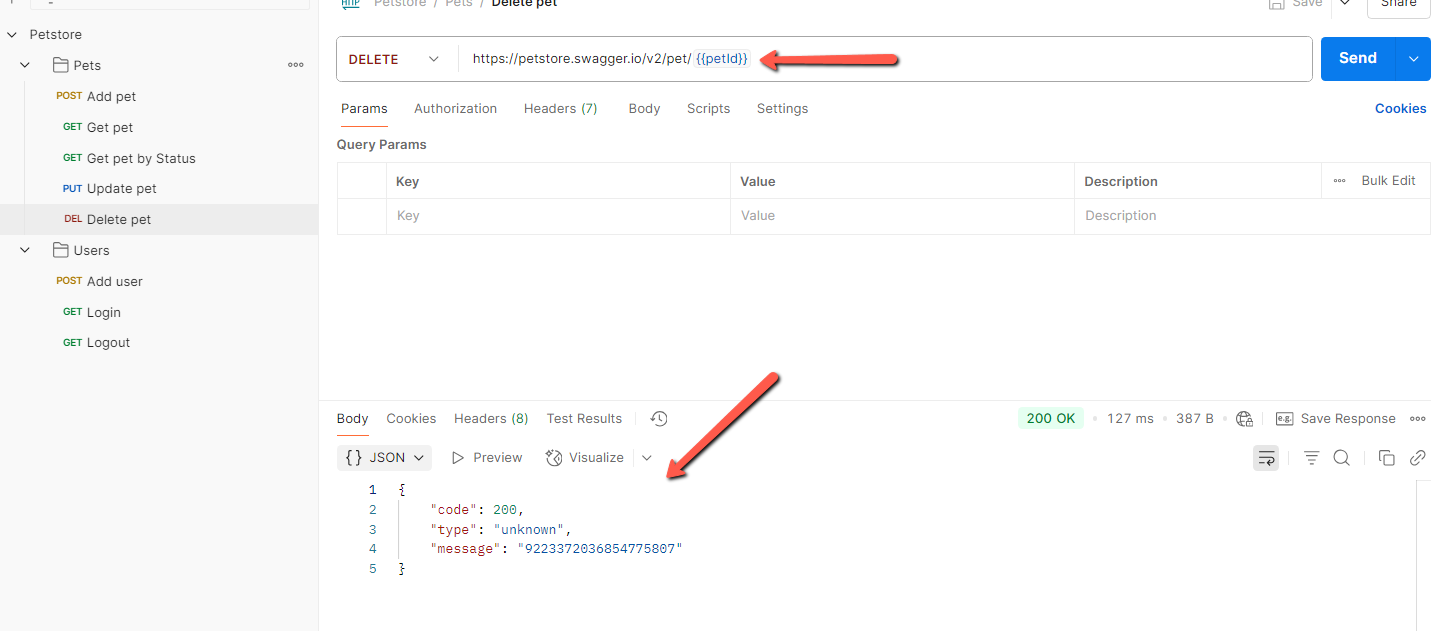 HTTP Petstore / Pets / Delete pet Save Share
Petstore
Pets
POST Add pet
GET Get pet
GET Get pet by Status
PUT Update pet
DEL Delete pet
Users
POST Add user
GET Login
GET Logout
DELETE https://petstore.swagger.io/v2/pet/ {{petId}} Send
Params Authorization Headers (7) Body Scripts Settings Cookies
Query Params
Key Value Description Bulk Edit
Key Value Description
Body Cookies Headers (8) Test Results 200 OK • 127 ms • 387 B • e.g. Save Response
{ } JSON Preview Visualize
1 {
2 "code": 200,
3 "type": "unknown",
4 "message": "9223372036854775807"
5 }